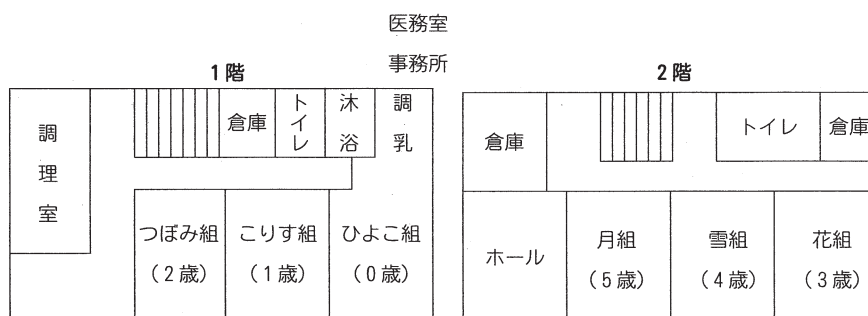 医務室
事務所
1階
調理室
倉庫
トイレ
沐浴
調乳
つぼみ組
(2歳)
こりす組
(1歳)
ひよこ組
(0歳)
2階
倉庫
トイレ
倉庫
ホール
月組
(5歳)
雪組
(4歳)
花組
(3歳)